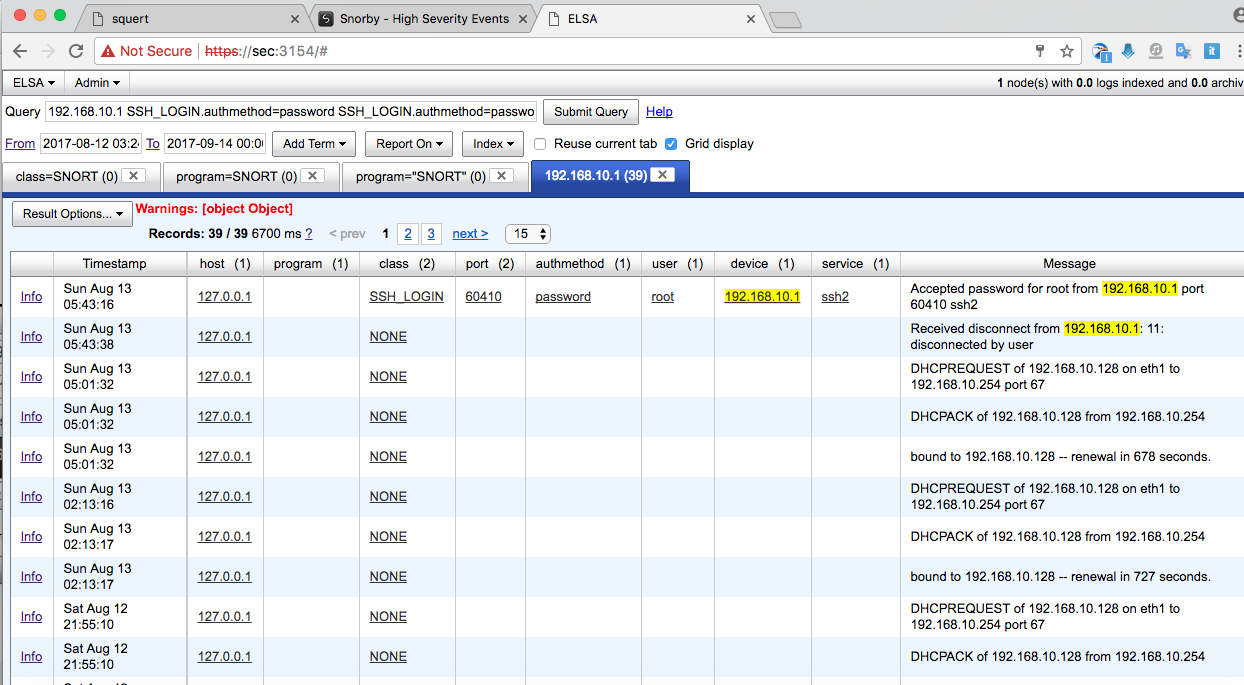 squert
Snorby - High Severity Events
ELSA
Not Secure https://sec:3154/#
ELSA Admin 1 node(s) with 0.0 logs indexed and 0.0 archiv
Query 192.168.10.1 SSH_LOGIN.authmethod=password SSH_LOGIN.authmethod=passwo Submit Query Help
From 2017-08-12 03:2 To 2017-09-14 00:0 Add Term Report On Index Reuse current tab Grid display
class=SNORT (0) program=SNORT (0) program="SNORT" (0) 192.168.10.1 (39)
Result Options... Warnings: [object Object]
Records: 39 / 39 6700 ms ? < prev 1 2 3 next > 15
Timestamp host (1) program (1) class (2) port (2) authmethod (1) user (1) device (1) service (1) Message
Info Sun Aug 13 05:43:16 127.0.0.1 SSH_LOGIN 60410 password root 192.168.10.1 ssh2 Accepted password for root from 192.168.10.1 port
60410 ssh2
Info Sun Aug 13 05:43:38 127.0.0.1 NONE Received disconnect from 192.168.10.1: 11:
disconnected by user
Info Sun Aug 13 05:01:32 127.0.0.1 NONE DHCPREQUEST of 192.168.10.128 on eth1 to
192.168.10.254 port 67
Info Sun Aug 13 05:01:32 127.0.0.1 NONE DHCPACK of 192.168.10.128 from 192.168.10.254
Info Sun Aug 13 05:01:32 127.0.0.1 NONE bound to 192.168.10.128 -- renewal in 678 seconds.
Info Sun Aug 13 02:13:16 127.0.0.1 NONE DHCPREQUEST of 192.168.10.128 on eth1 to
192.168.10.254 port 67
Info Sun Aug 13 02:13:17 127.0.0.1 NONE DHCPACK of 192.168.10.128 from 192.168.10.254
Info Sun Aug 13 02:13:17 127.0.0.1 NONE bound to 192.168.10.128 -- renewal in 727 seconds.
Info Sat Aug 12 21:55:10 127.0.0.1 NONE DHCPREQUEST of 192.168.10.128 on eth1 to
192.168.10.254 port 67
Info Sat Aug 12 21:55:10 127.0.0.1 NONE DHCPACK of 192.168.10.128 from 192.168.10.254